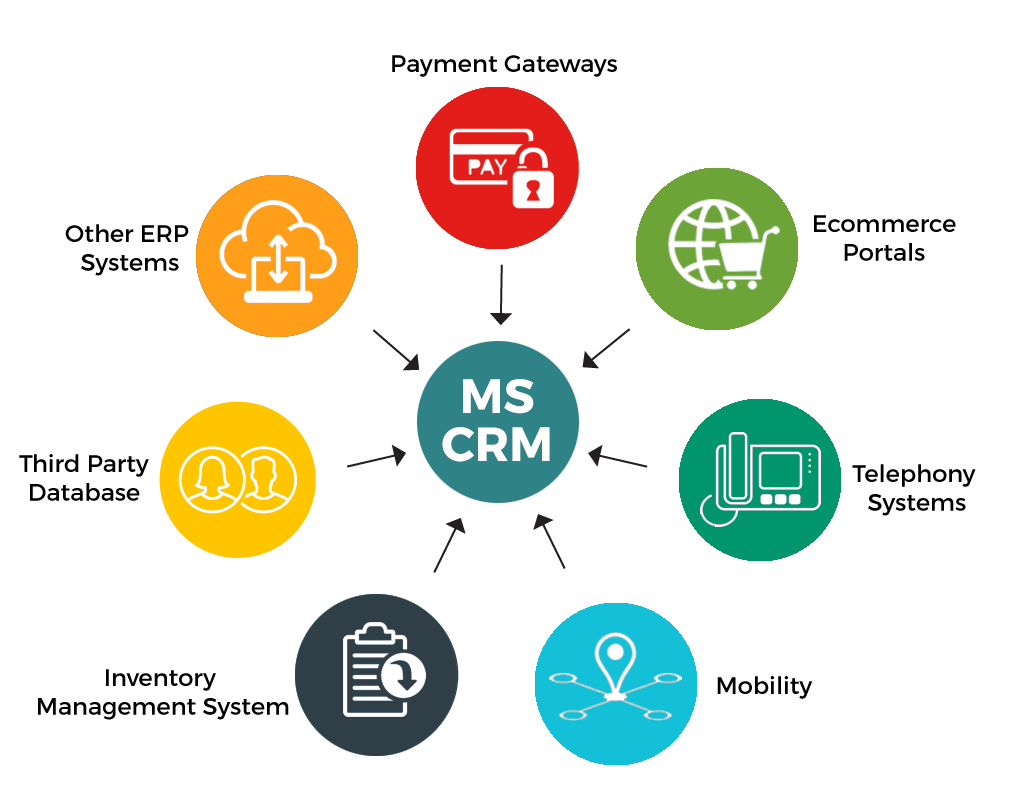 Payment Gateways
PAY
Other ERP
Systems
Ecommerce
Portals
MS
CRM
Third Party
Database
Telephony
Systems
Inventory
Management System
Mobility